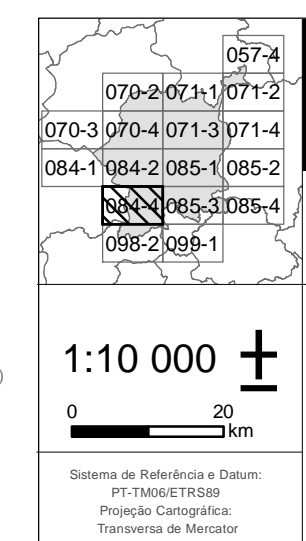 057-4
070-2 071-1 071-2
070-3 070-4 071-3 071-4
084-1 084-2 085-1 085-2
084-4 085-3 085-4
098-2 099-1
1:10 000
0 20
km
)
Sistema de Referência e Datum:
PT-TM06/ETRS89
Projeção Cartográfica:
Transversa de Mercator